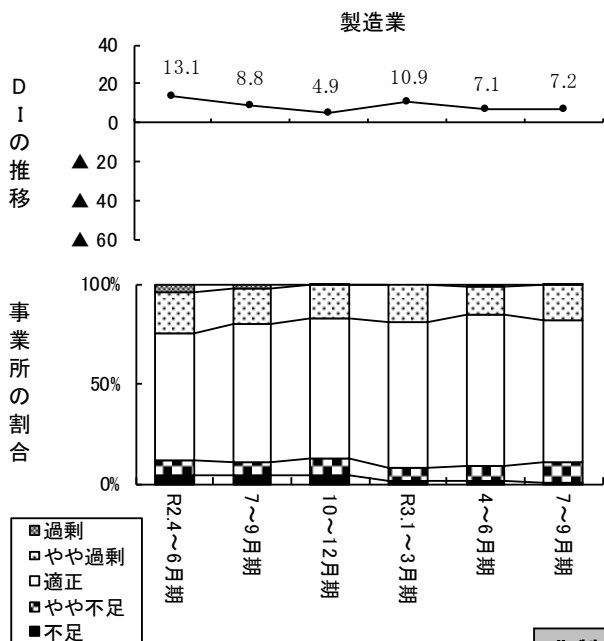 製造業
DIの推移
40
20
0
▲ 20
▲ 40
▲ 60
13.1
8.8
4.9
10.9
7.1
7.2
事業所の割合
100%
50%
0%
R2.4～6月期
7～9月期
10～12月期
R3.1～3月期
4～6月期
7～9月期
過剰
やや過剰
適正
やや不足
不足